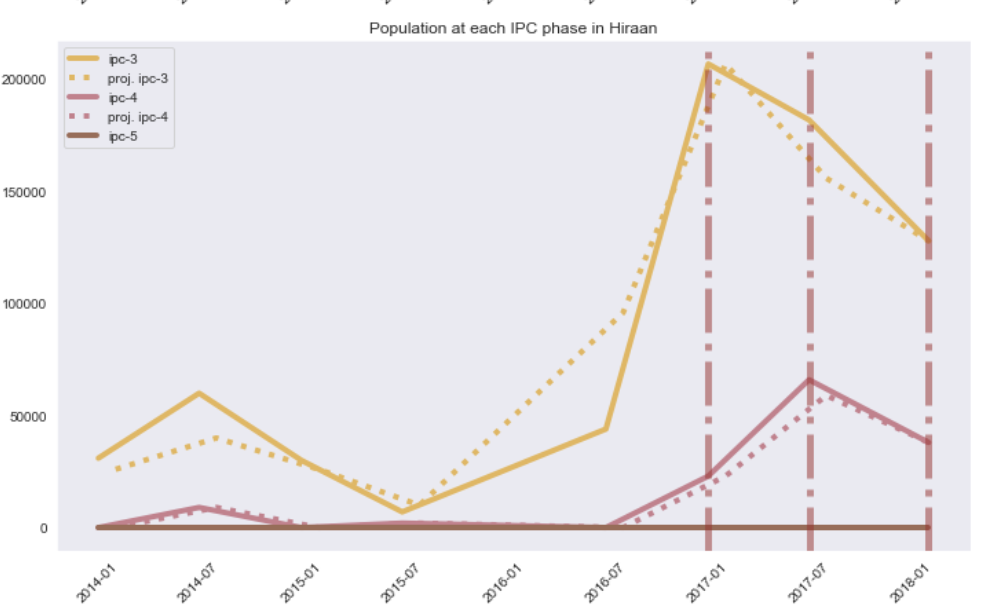 Population at each IPC phase in Hiraan
ipc-3
proj. ipc-3
ipc-4
proj. ipc-4
ipc-5
200000
150000
100000
50000
0
2014-01
2014-07
2015-01
2015-07
2016-01
2016-07
2017-01
2017-07
2018-01